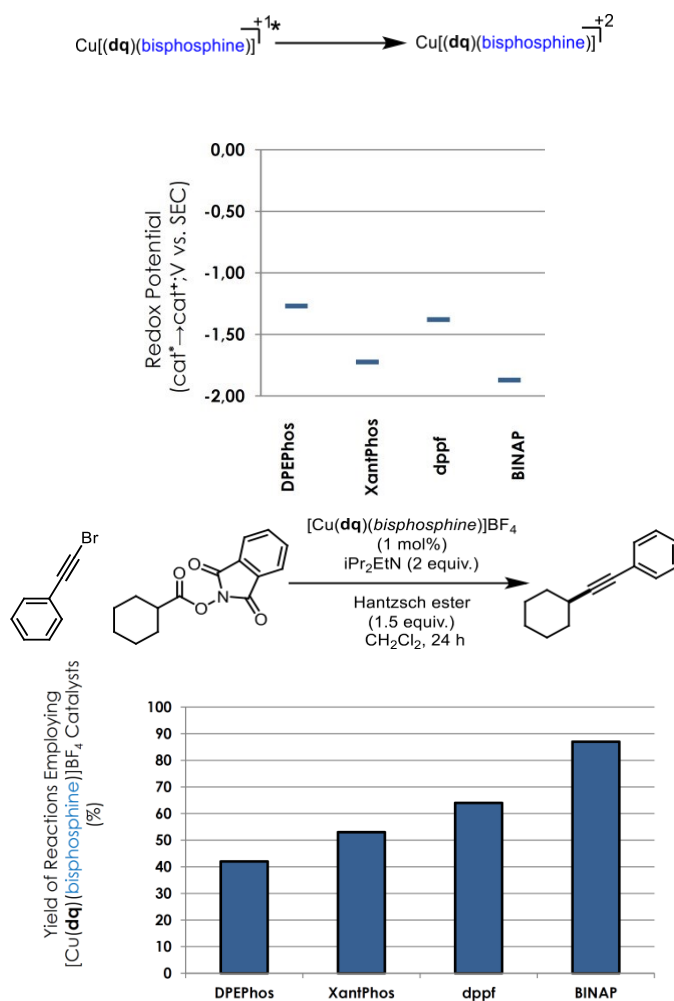 Cu[(dq)(bisphosphine)]⁺¹*
Cu[(dq)(bisphosphine)]⁺²
Redox Potential
(cat*→cat⁺;V vs. SEC)
0,00
-0,50
-1,00
-1,50
-2,00
DPEPhos
XantPhos
dppf
BINAP
Br
O
O
N
O
O
[Cu(dq)(bisphosphine)]BF₄
(1 mol%)
iPr₂EtN (2 equiv.)
Hantzsch ester
(1.5 equiv.)
CH₂Cl₂, 24 h
Yield of Reactions Employing
[Cu(dq)(bisphosphine)]BF₄ Catalysts
(%)
100
90
80
70
60
50
40
30
20
10
0
DPEPhos
XantPhos
dppf
BINAP